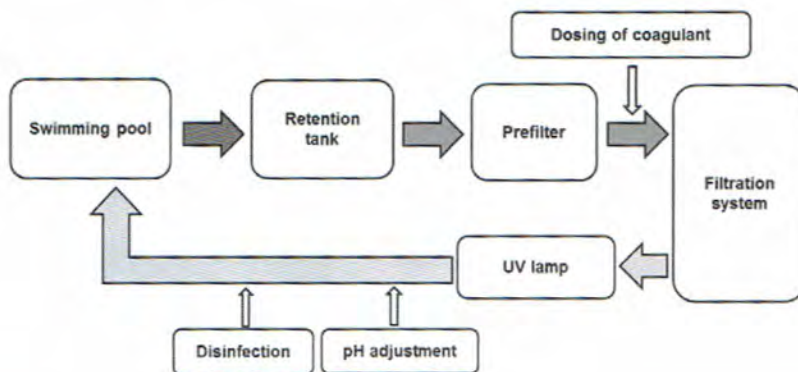 Dosing of coagulant
Swimming pool
Retention
tank
Prefilter
Filtration
system
UV lamp
Disinfection
pH adjustment